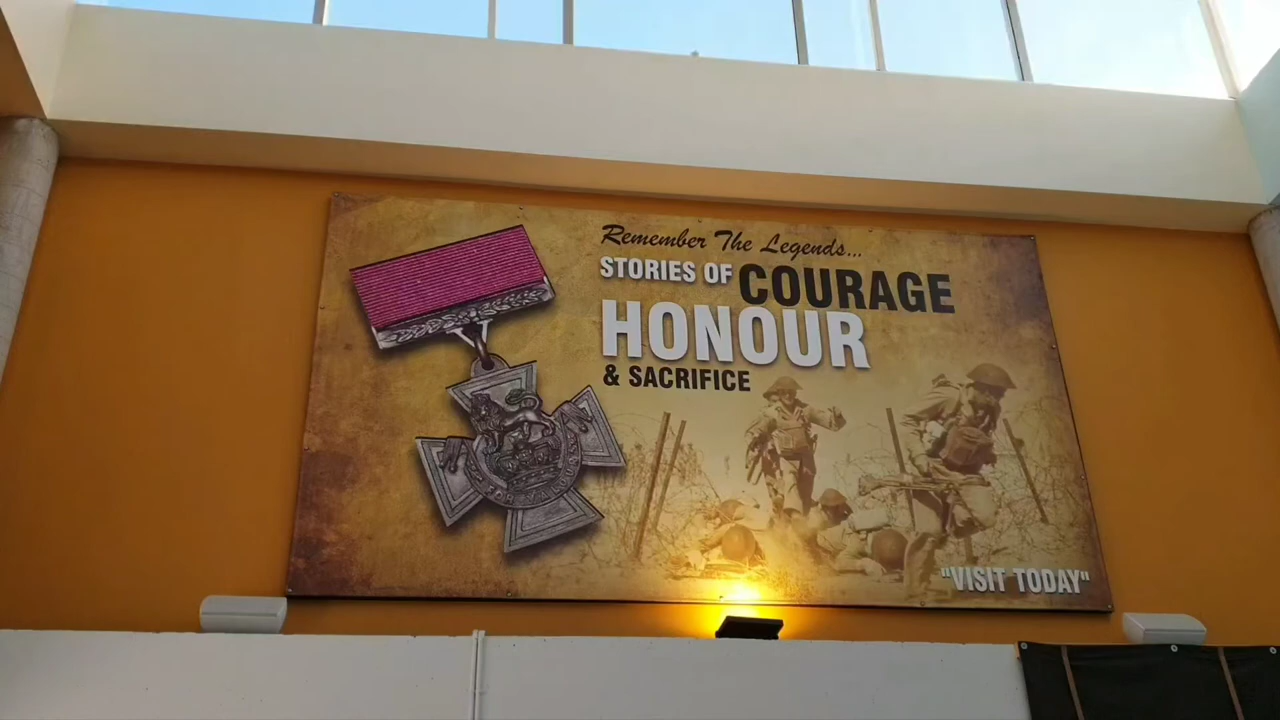 Remember The Legends...
STORIES OF COURAGE
HONOUR
& SACRIFICE
"VISIT TODAY"